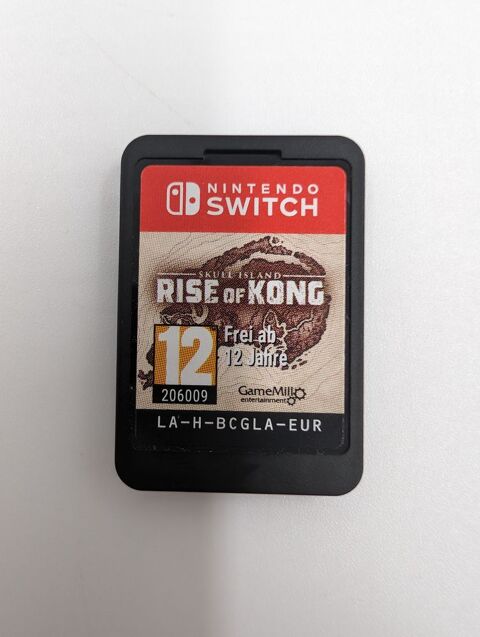 NINTENDO
SWITCH
SKULL ISLAND
RISE OF KONG
12
Frei ab
12 Jahre
206009
GameMill
entertainment
LA-H-BCGLA-EUR